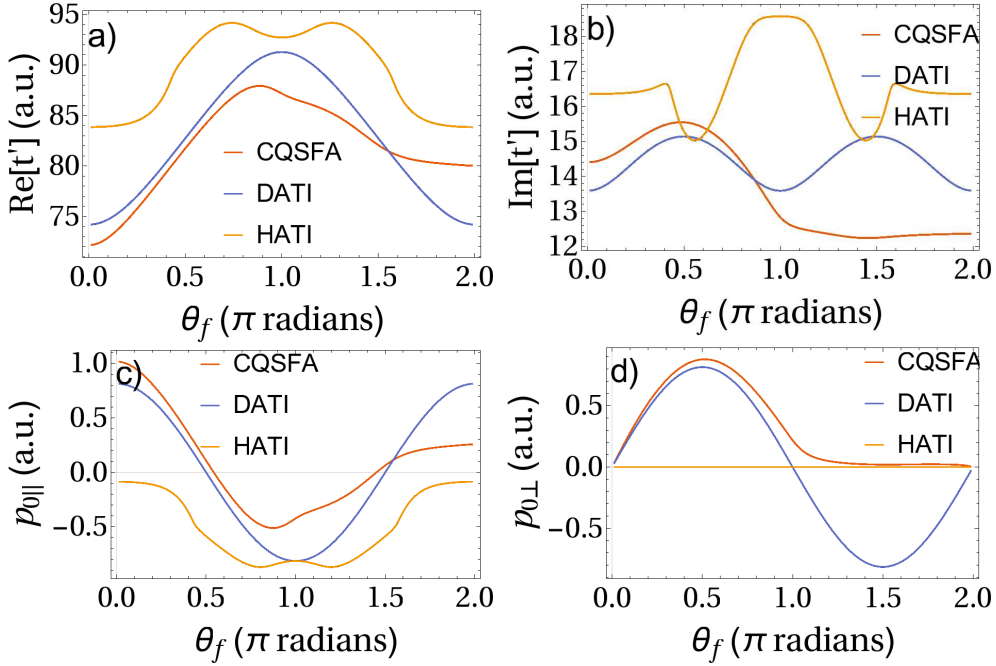 a)
Re[t'] (a.u.)
95
90
85
80
75
CQSFA
DATI
HATI
0.0 0.5 1.0 1.5 2.0
θf (π radians)
b)
Im[t'] (a.u.)
18
17
16
15
14
13
12
CQSFA
DATI
HATI
0.0 0.5 1.0 1.5 2.0
θf (π radians)
c)
p0∥ (a.u.)
1.0
0.5
0.0
−0.5
CQSFA
DATI
HATI
0.0 0.5 1.0 1.5 2.0
θf (π radians)
d)
p0⊥ (a.u.)
0.5
0.0
−0.5
CQSFA
DATI
HATI
0.0 0.5 1.0 1.5 2.0
θf (π radians)